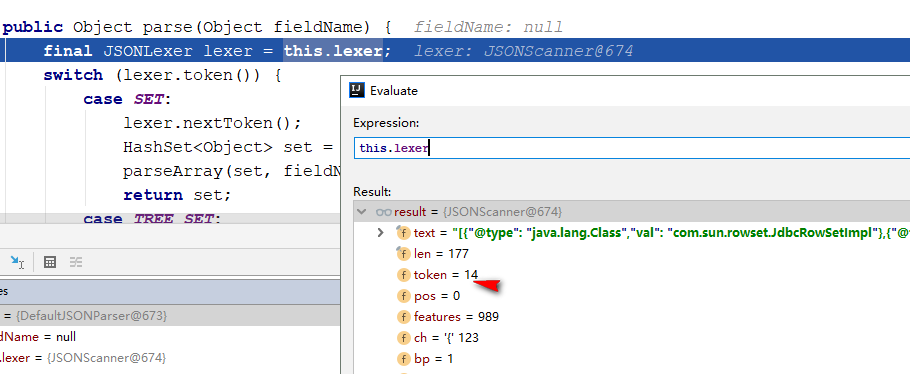 public Object parse(Object fieldName) {  fieldName: null
final JSONLexer lexer = this.lexer;  lexer: JSONScanner@674
switch (lexer.token()) {
case SET:
lexer.nextToken();
HashSet<Object> set =
parseArray(set, fieldN
return set;
case TREE_SET:
Evaluate
Expression:
this.lexer
Result:
result = {JSONScanner@674}
text = "[{"@type": "java.lang.Class","val": "com.sun.rowset.JdbcRowSetImpl"},{"@
len = 177
token = 14
pos = 0
features = 989
ch = '{' 123
bp = 1
es
= {DefaultJSONParser@673}
ldName = null
.lexer = {JSONScanner@674}